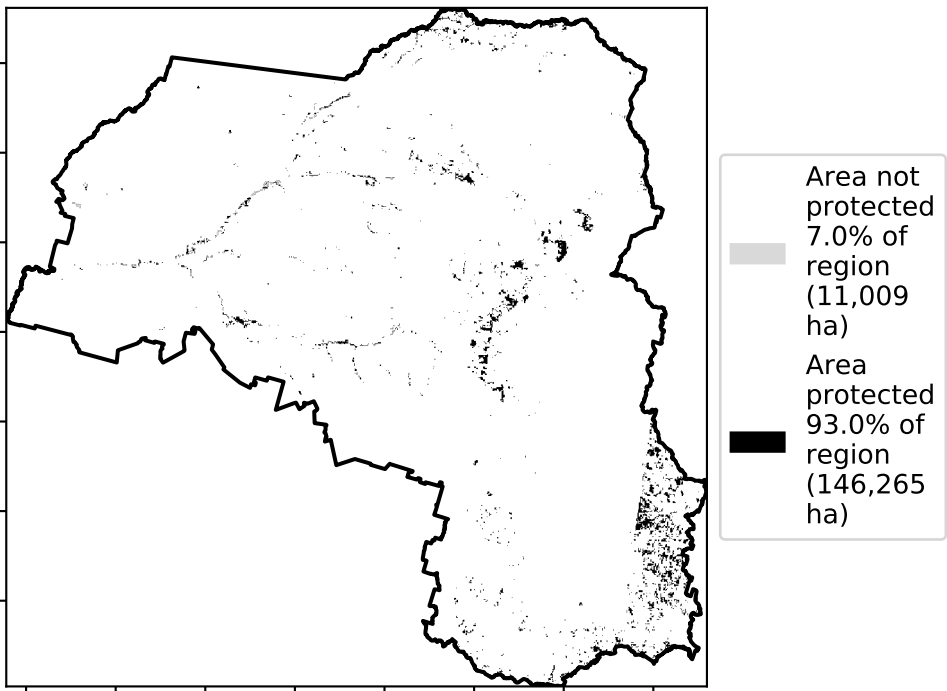 Area not
protected
7.0% of
region
(11,009
ha)
Area
protected
93.0% of
region
(146,265
ha)